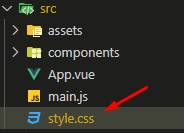 src
assets
components
App.vue
main.js
style.css